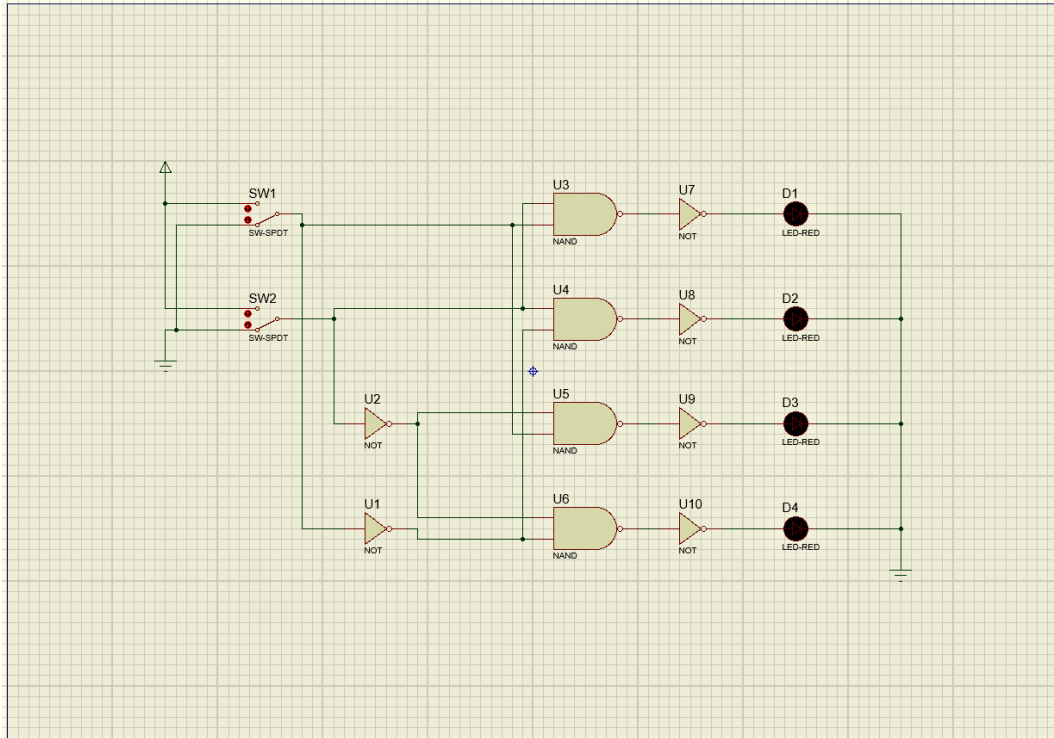 SW1
SW-SPDT
SW2
SW-SPDT
U2
NOT
U1
NOT
U3
NAND
U4
NAND
U5
NAND
U6
NAND
U7
NOT
U8
NOT
U9
NOT
U10
NOT
D1
LED-RED
D2
LED-RED
D3
LED-RED
D4
LED-RED